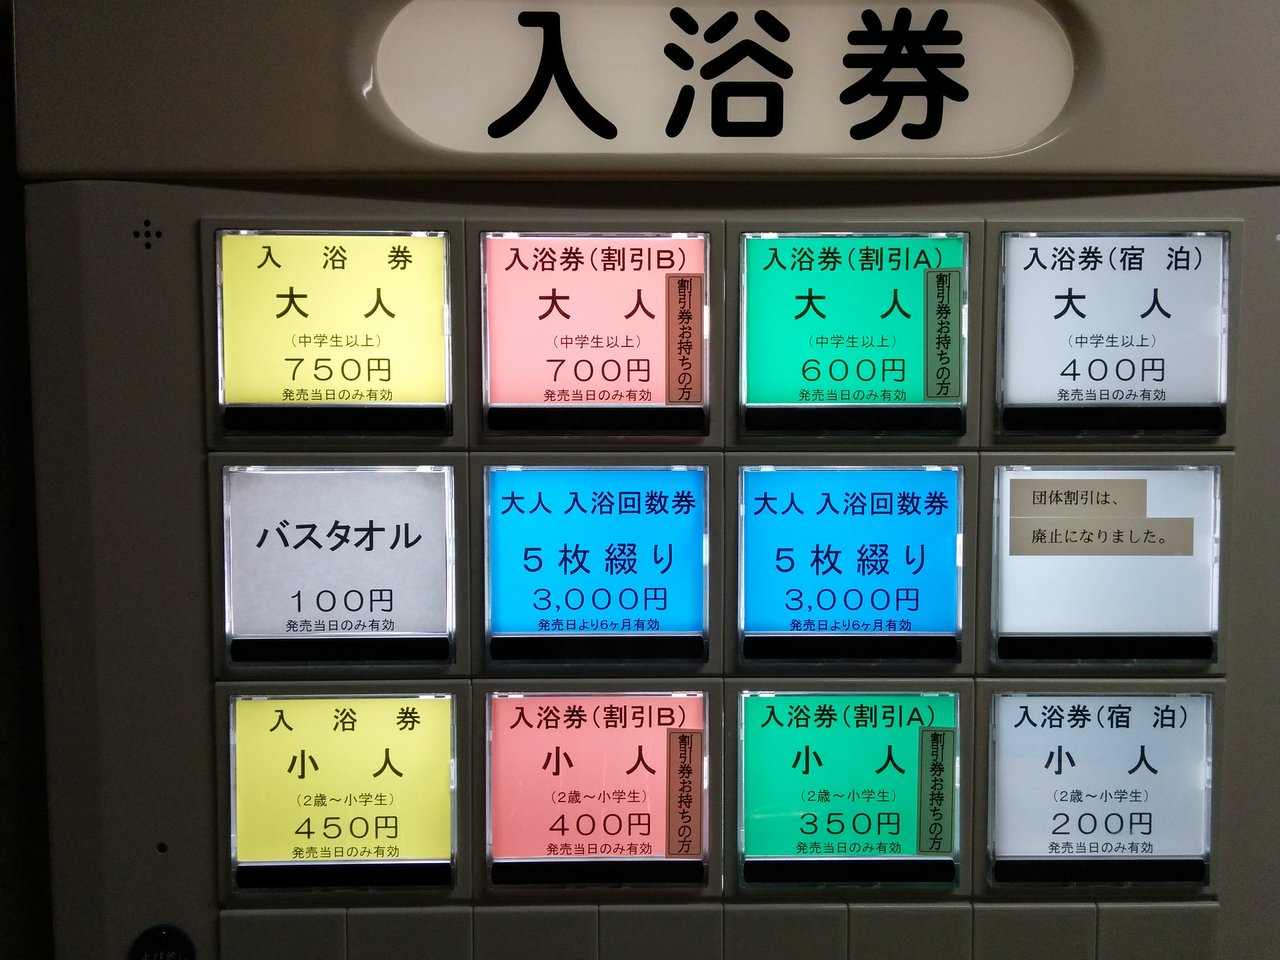 入浴券
入浴券
大人
（中学生以上）
750円
発売当日のみ有効
入浴券(割引B)
大人
（中学生以上）
700円
発売当日のみ有効
割引券お持ちの方
入浴券(割引A)
大人
（中学生以上）
600円
発売当日のみ有効
割引券お持ちの方
入浴券(宿 泊)
大人
（中学生以上）
400円
発売当日のみ有効
バスタオル
100円
発売当日のみ有効
大人 入浴回数券
5枚綴り
3,000円
発売日より6ヶ月有効
大人 入浴回数券
5枚綴り
3,000円
発売日より6ヶ月有効
団体割引は、
廃止になりました。
入浴券
小人
（2歳～小学生）
450円
発売当日のみ有効
入浴券(割引B)
小人
（2歳～小学生）
400円
発売当日のみ有効
割引券お持ちの方
入浴券(割引A)
小人
（2歳～小学生）
350円
発売当日のみ有効
割引券お持ちの方
入浴券(宿 泊)
小人
（2歳～小学生）
200円
発売当日のみ有効